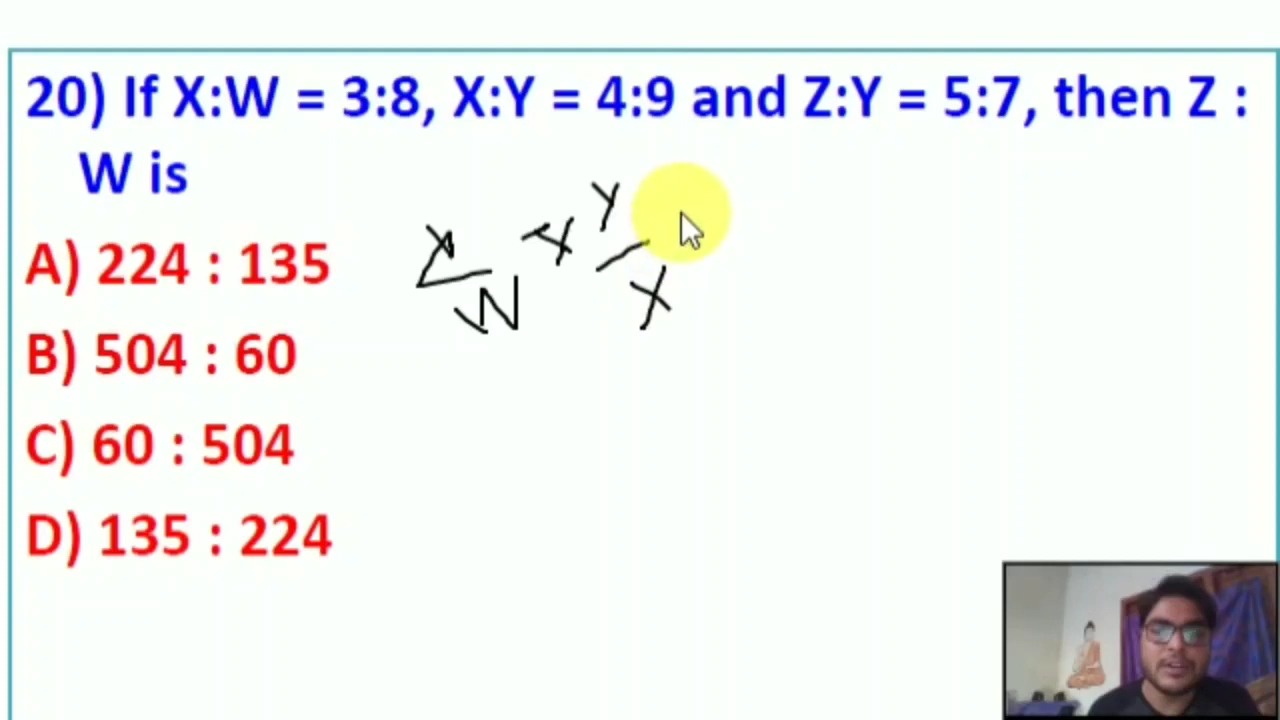 20) If X:W = 3:8, X:Y = 4:9 and Z:Y = 5:7, then Z :
W is
A) 224 : 135
B) 504 : 60
C) 60 : 504
D) 135 : 224
X
W
X
Y
X